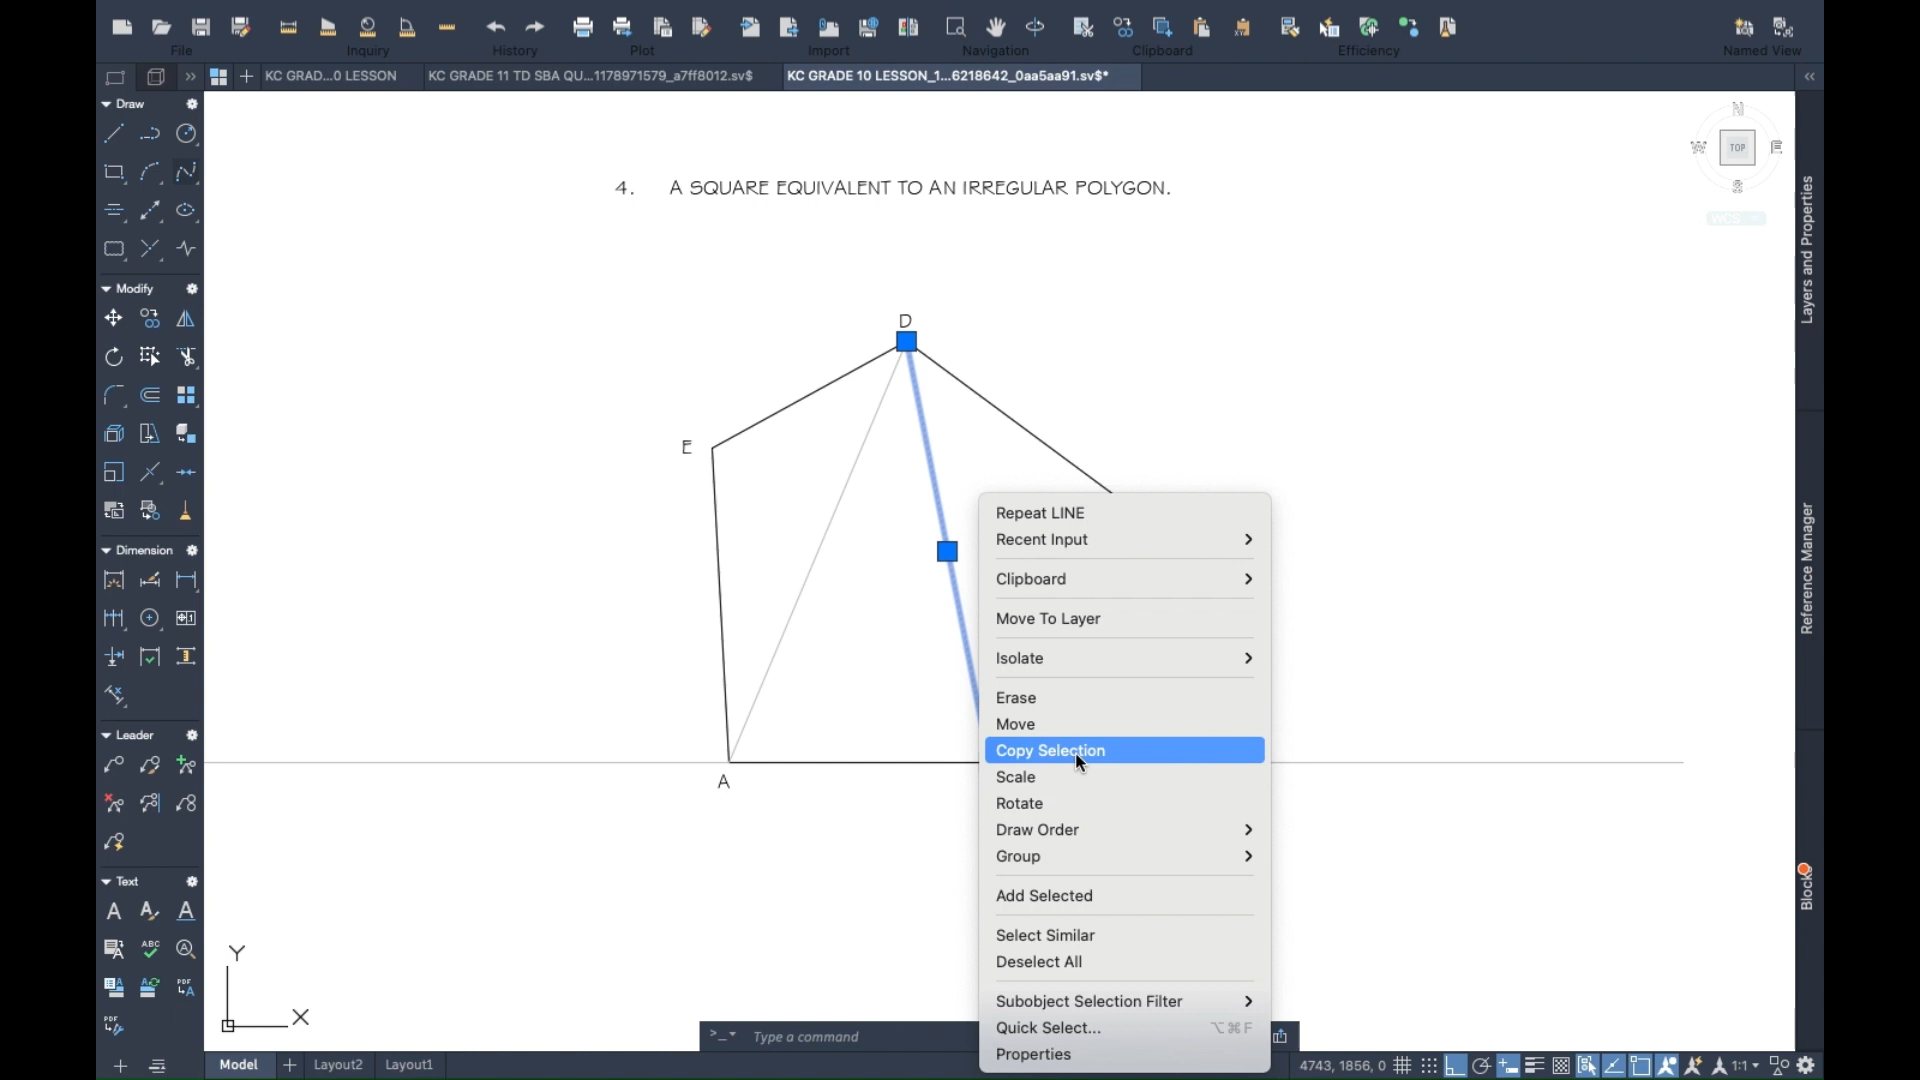 File
Inquiry
History
Plot
Import
Navigation
Clipboard
Efficiency
Named View
KC GRAD...0 LESSON
KC GRADE 11 TD SBA QU...1178971579_a7ff8012.sv$
KC GRADE 10 LESSON_1...6218642_0aa5aa91.sv$*
Draw
Modify
Dimension
Leader
Text
4. A SQUARE EQUIVALENT TO AN IRREGULAR POLYGON.
N
W
TOP
E
S
WCS
D
E
A
Y
X
Repeat LINE
Recent Input
Clipboard
Move To Layer
Isolate
Erase
Move
Copy Selection
Scale
Rotate
Draw Order
Group
Add Selected
Select Similar
Deselect All
Subobject Selection Filter
Quick Select... ⌥⌘F
Properties
Layers and Properties
Reference Manager
Blocks
ABC
PDF
PDF
>_ Type a command
Model
Layout2
Layout1
4743, 1856, 0
1:1